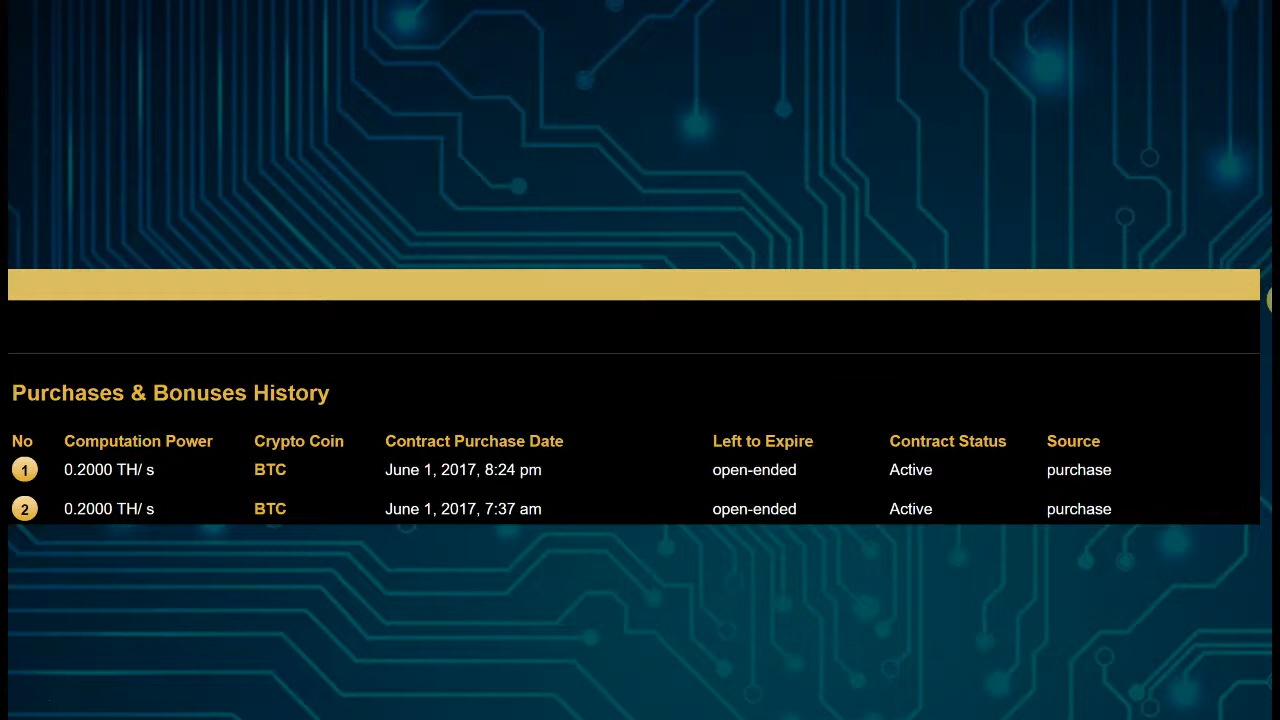 Purchases & Bonuses History
No Computation Power Crypto Coin Contract Purchase Date Left to Expire Contract Status Source
1 0.2000 TH/ s BTC June 1, 2017, 8:24 pm open-ended Active purchase
2 0.2000 TH/ s BTC June 1, 2017, 7:37 am open-ended Active purchase